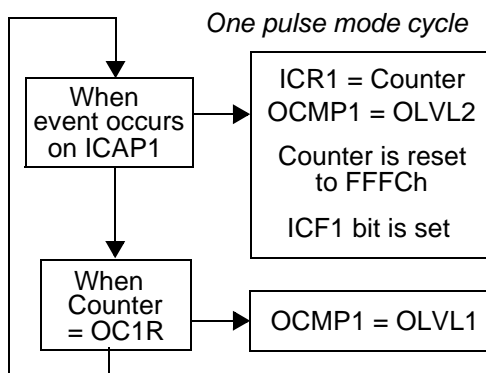 One pulse mode cycle
When
event occurs
on ICAP1
ICR1 = Counter
OCMP1 = OLVL2
Counter is reset
to FFFCh
ICF1 bit is set
When
Counter
= OC1R
OCMP1 = OLVL1